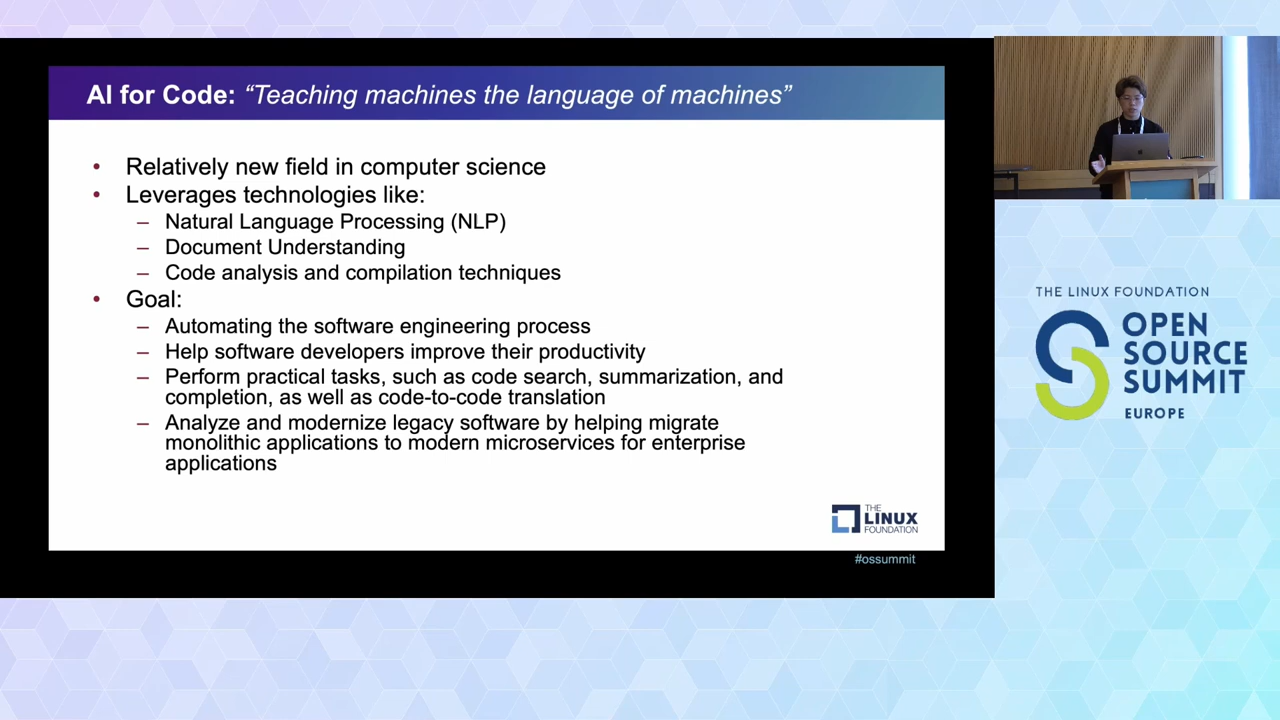 AI for Code: “Teaching machines the language of machines”
• Relatively new field in computer science
• Leverages technologies like:
– Natural Language Processing (NLP)
– Document Understanding
– Code analysis and compilation techniques
• Goal:
– Automating the software engineering process
– Help software developers improve their productivity
– Perform practical tasks, such as code search, summarization, and
completion, as well as code-to-code translation
– Analyze and modernize legacy software by helping migrate
monolithic applications to modern microservices for enterprise
applications
THE
LINUX
FOUNDATION
#ossummit
THE LINUX FOUNDATION
OPEN
SOURCE
SUMMIT
EUROPE